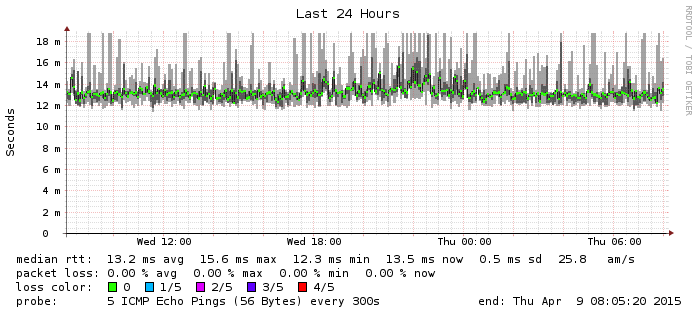 Last 24 Hours
RRDTOOL / TOBI OETIKER
Seconds
18 m
16 m
14 m
12 m
10 m
8 m
6 m
4 m
2 m
0
Wed 12:00 Wed 18:00 Thu 00:00 Thu 06:00
median rtt: 13.2 ms avg 15.6 ms max 12.3 ms min 13.5 ms now 0.5 ms sd 25.8 am/s
packet loss: 0.00 % avg 0.00 % max 0.00 % min 0.00 % now
loss color: 0 1/5 2/5 3/5 4/5
probe: 5 ICMP Echo Pings (56 Bytes) every 300s end: Thu Apr 9 08:05:20 2015